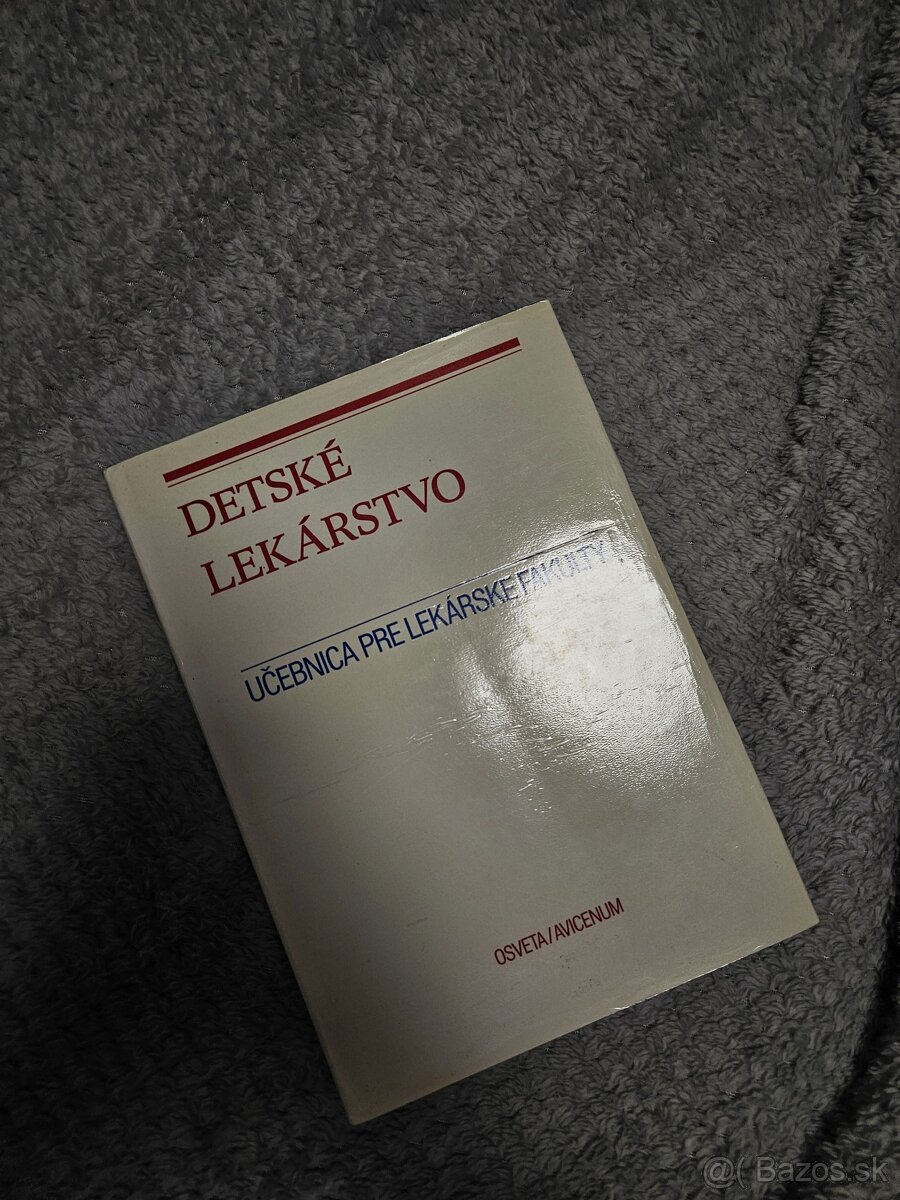 DETSKÉ
LEKÁRSTVO
UČEBNICA PRE LEKÁRSKE FAKULTY
OSVETA/AVICENUM
@( Bazos.sk